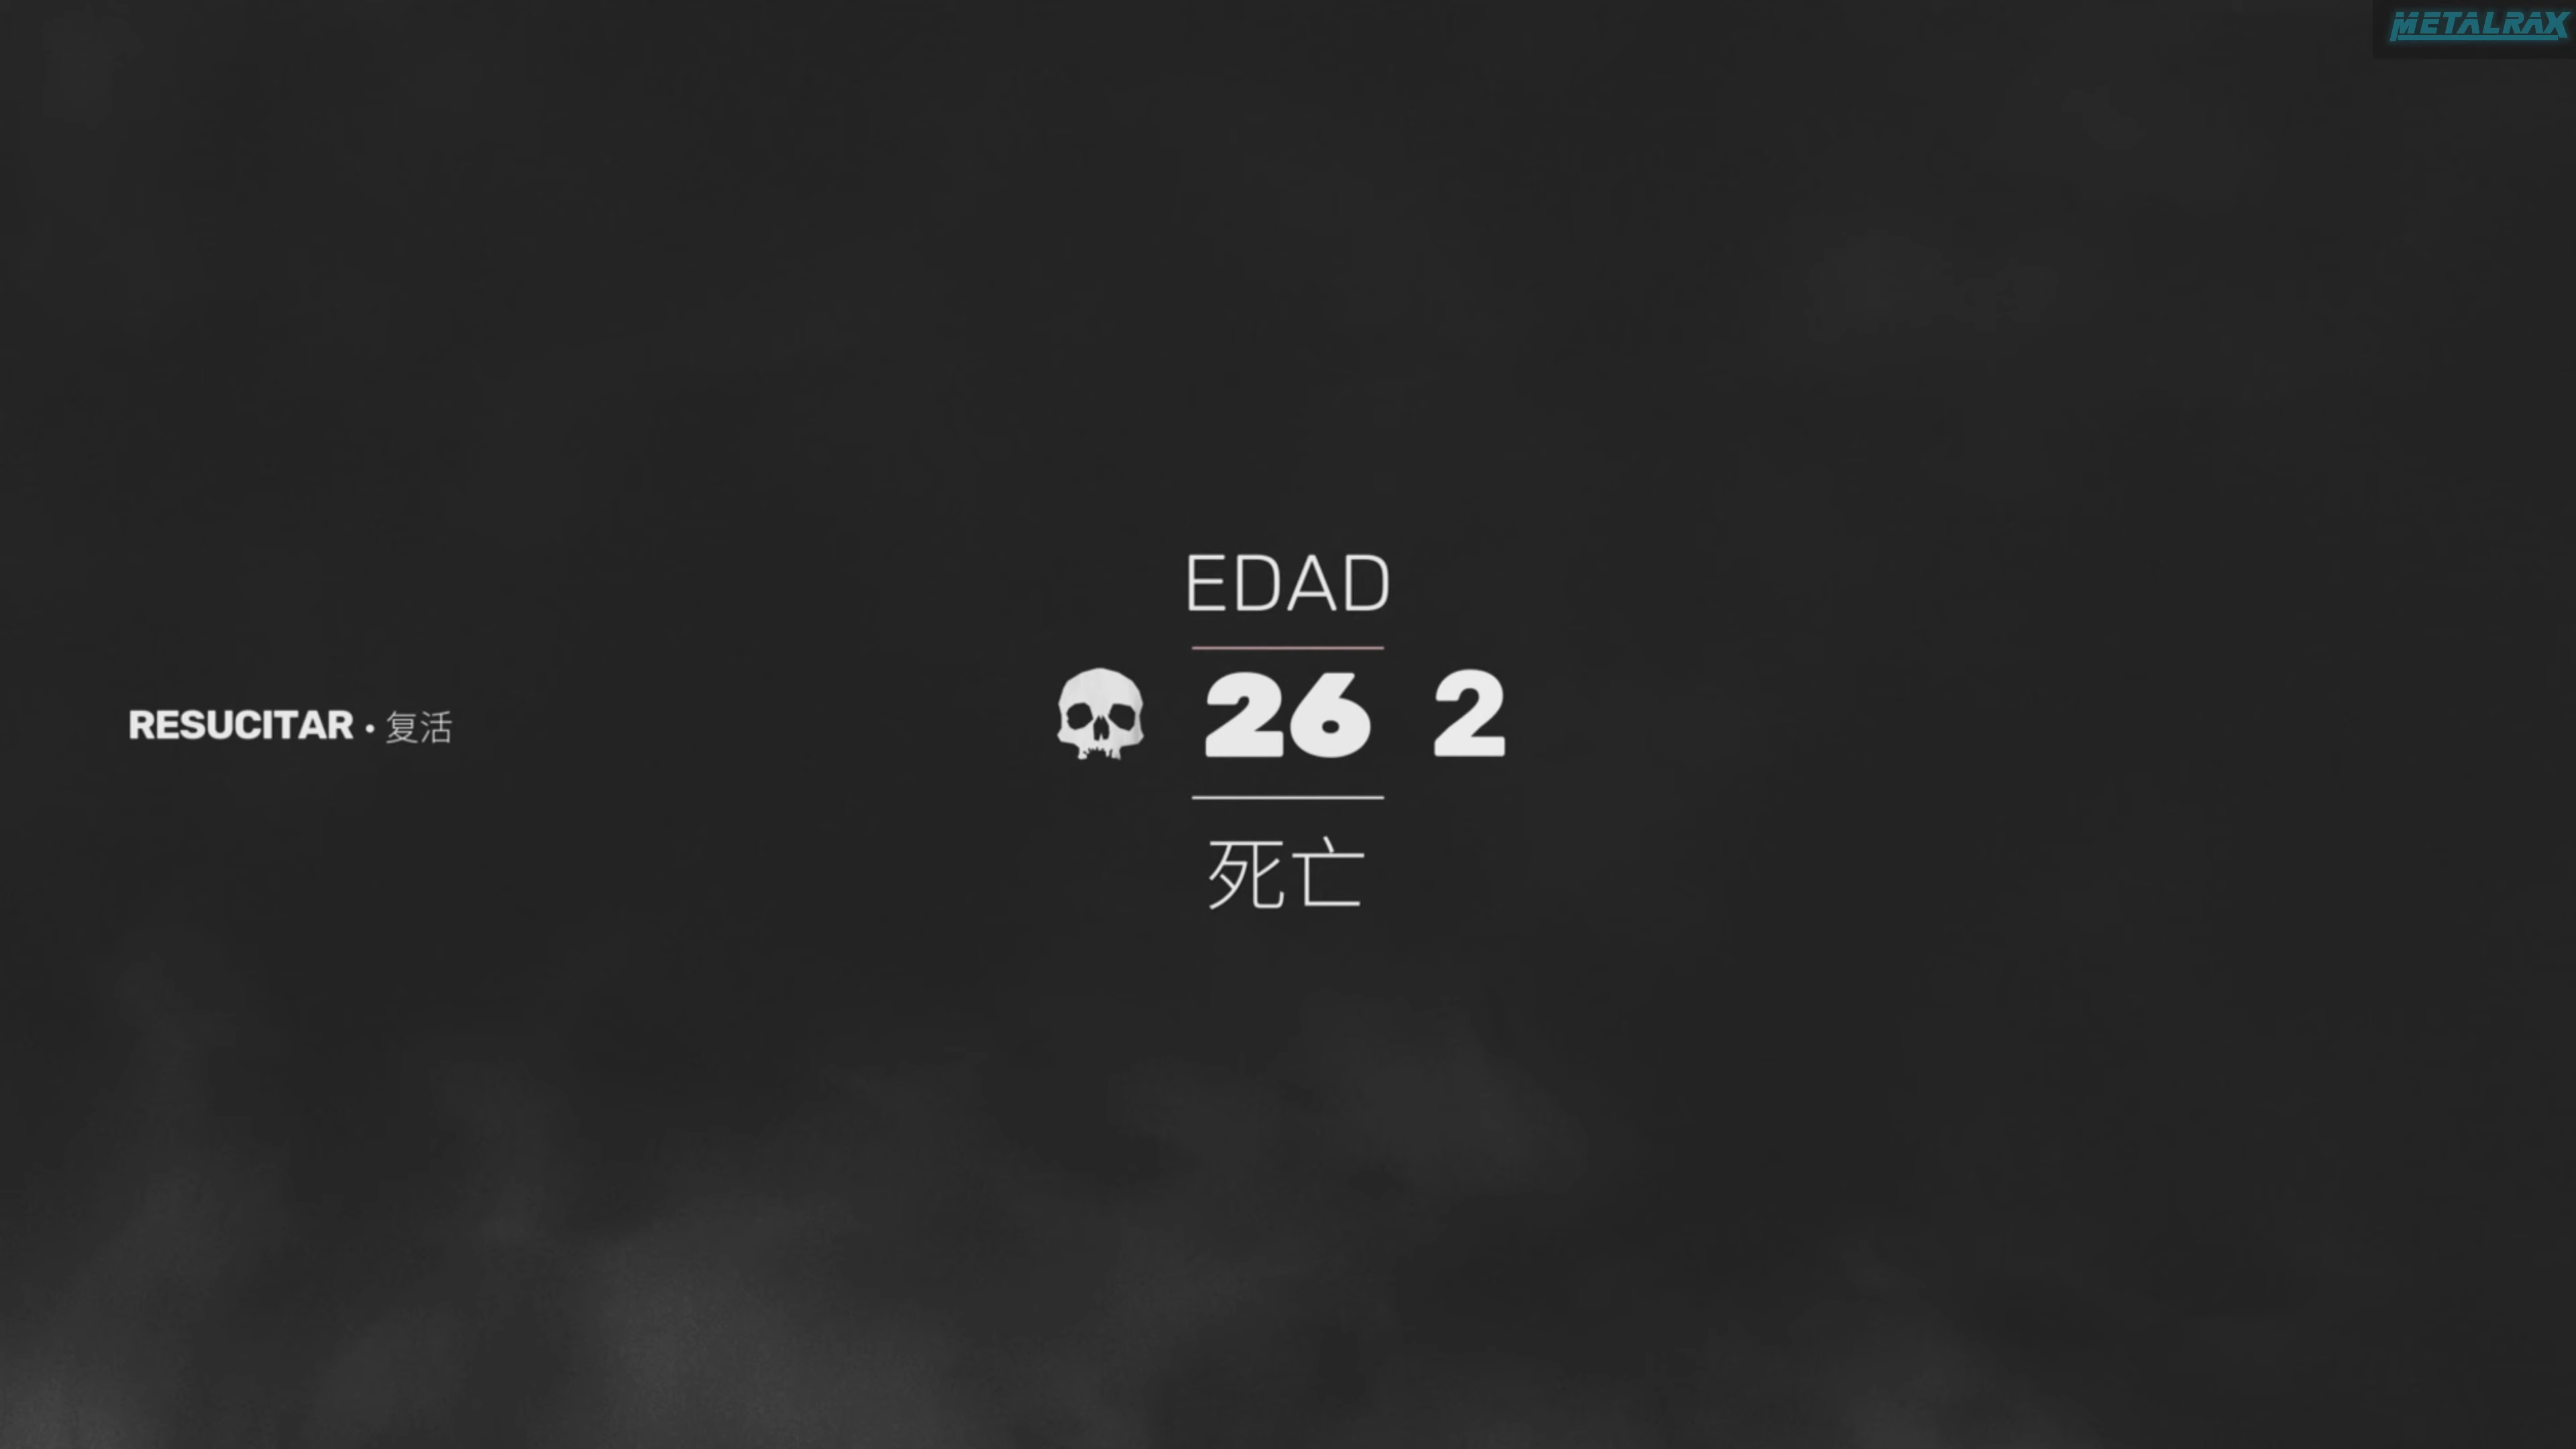 METALRAX
EDAD
RESUCITAR • 复活
26 2
死亡